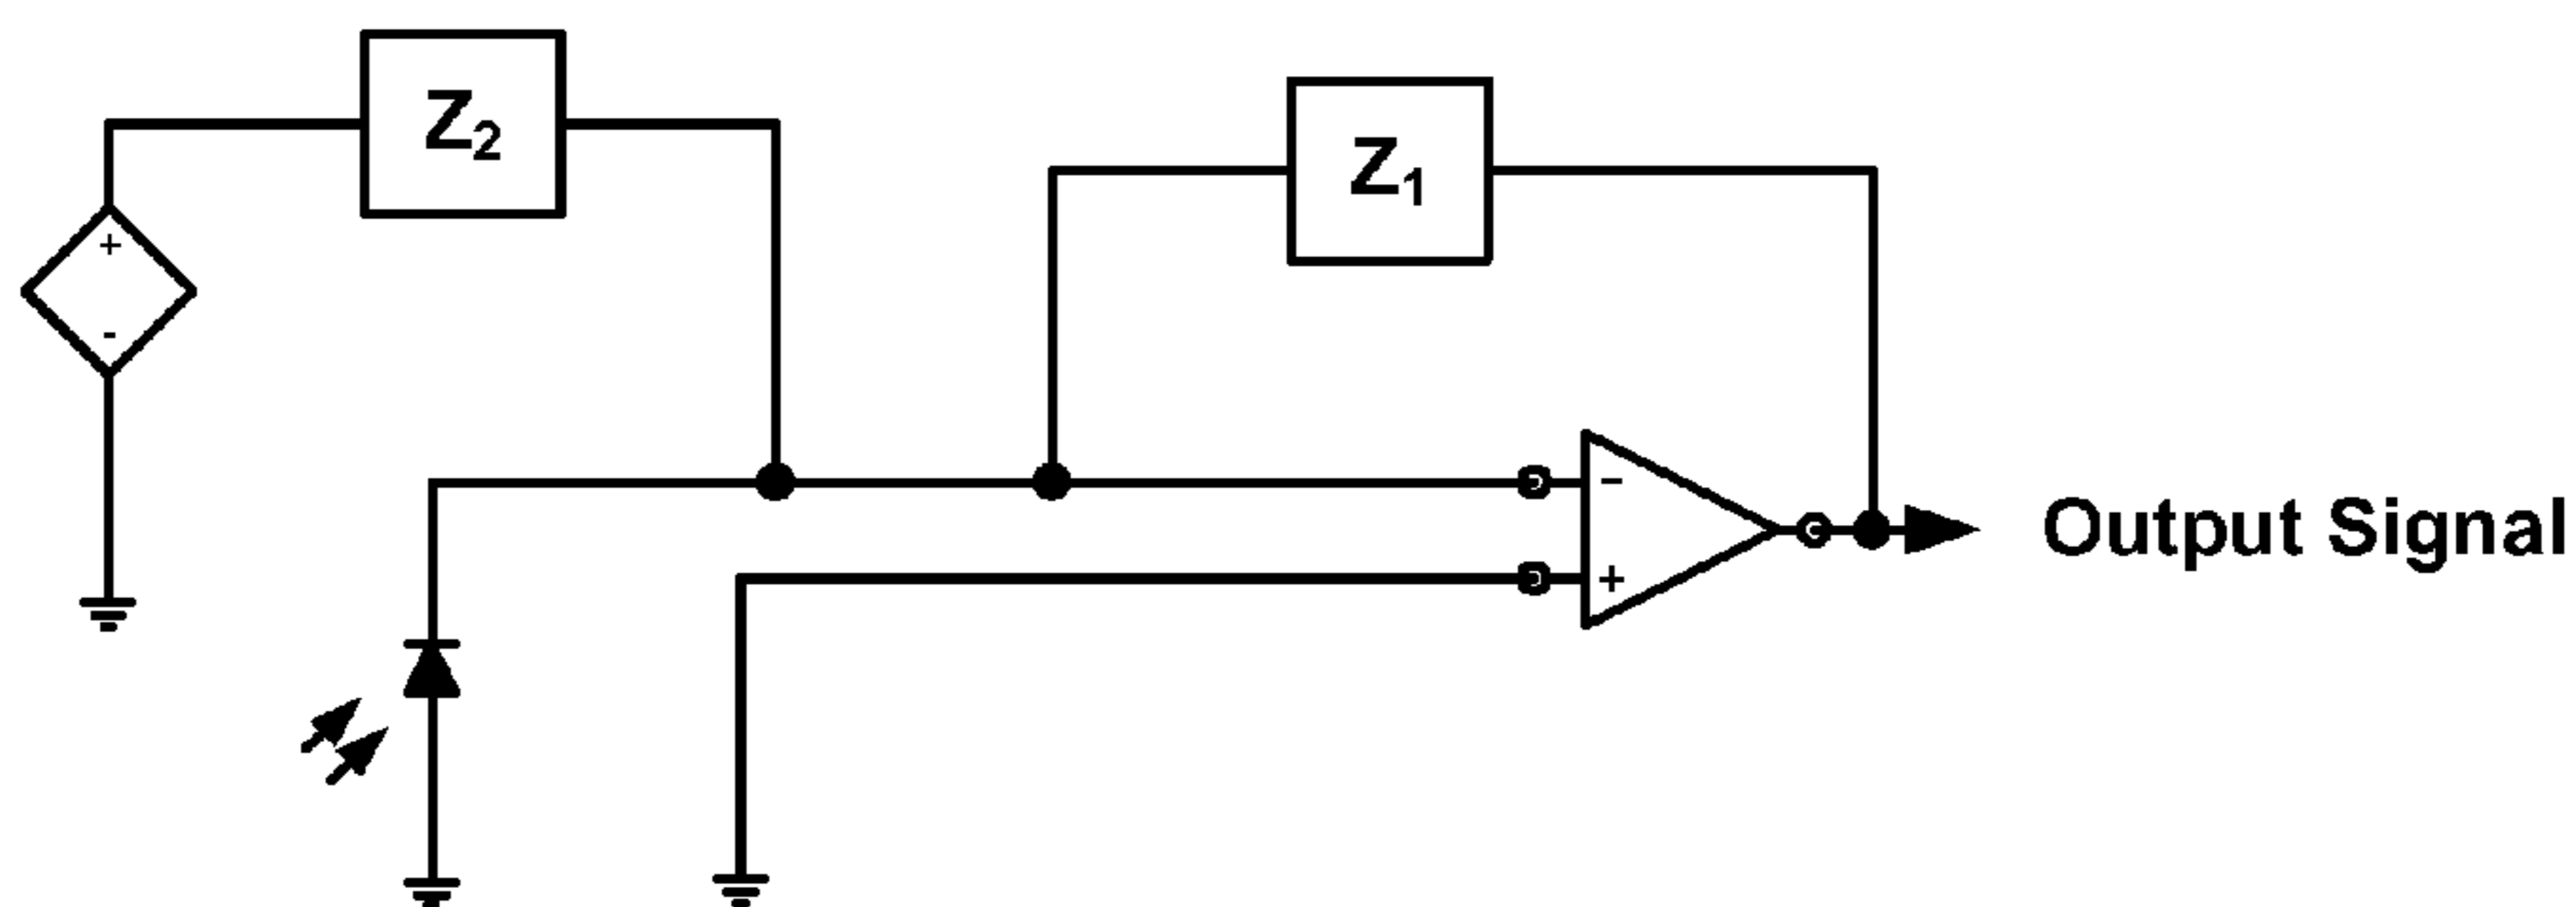 Z₂
Z₁
+
-
-
+
Output Signal